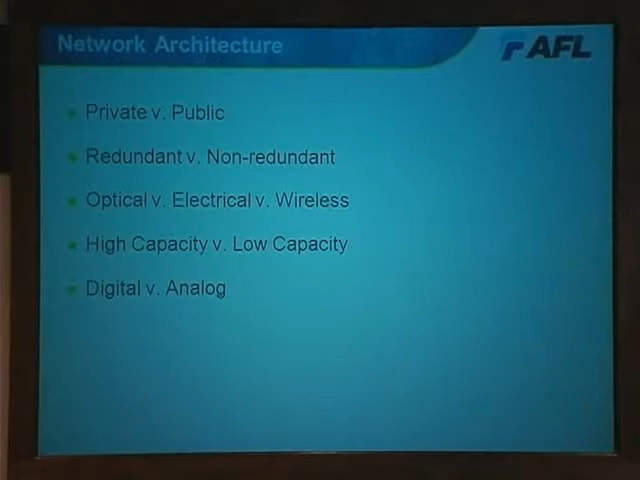 Network Architecture
AFL
Private v. Public
Redundant v. Non-redundant
Optical v. Electrical v. Wireless
High Capacity v. Low Capacity
Digital v. Analog